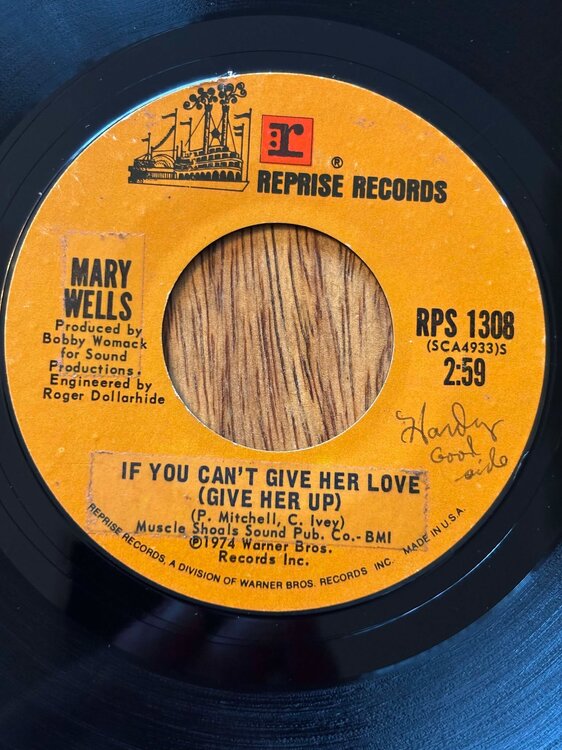 r
®
REPRISE RECORDS
MARY
WELLS
Produced by
Bobby Womack
for Sound
Productions.
Engineered by
Roger Dollarhide
RPS 1308
(SCA4933)S
2:59
Good
side
IF YOU CAN'T GIVE HER LOVE
(GIVE HER UP)
(P. Mitchell, C. Ivey)
Muscle Shoals Sound Pub. Co.-BMI
℗1974 Warner Bros.
Records Inc.
REPRISE RECORDS, A DIVISION OF WARNER BROS. RECORDS INC. MADE IN U.S.A.